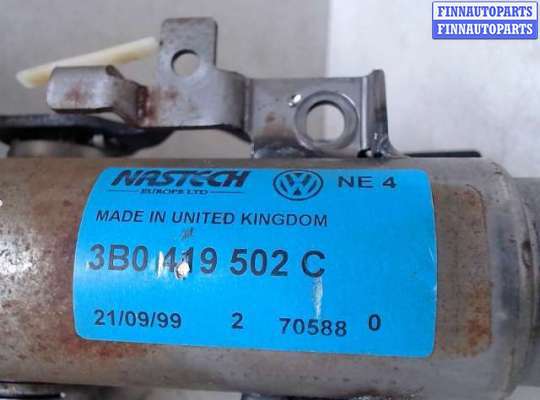 FINNAUTOPARTS
FINNAUTOPARTS
NASTECH NE 4
EUROPE LTD
MADE IN UNITED KINGDOM
3B0 419 502 C
21/09/99 2 70588 0